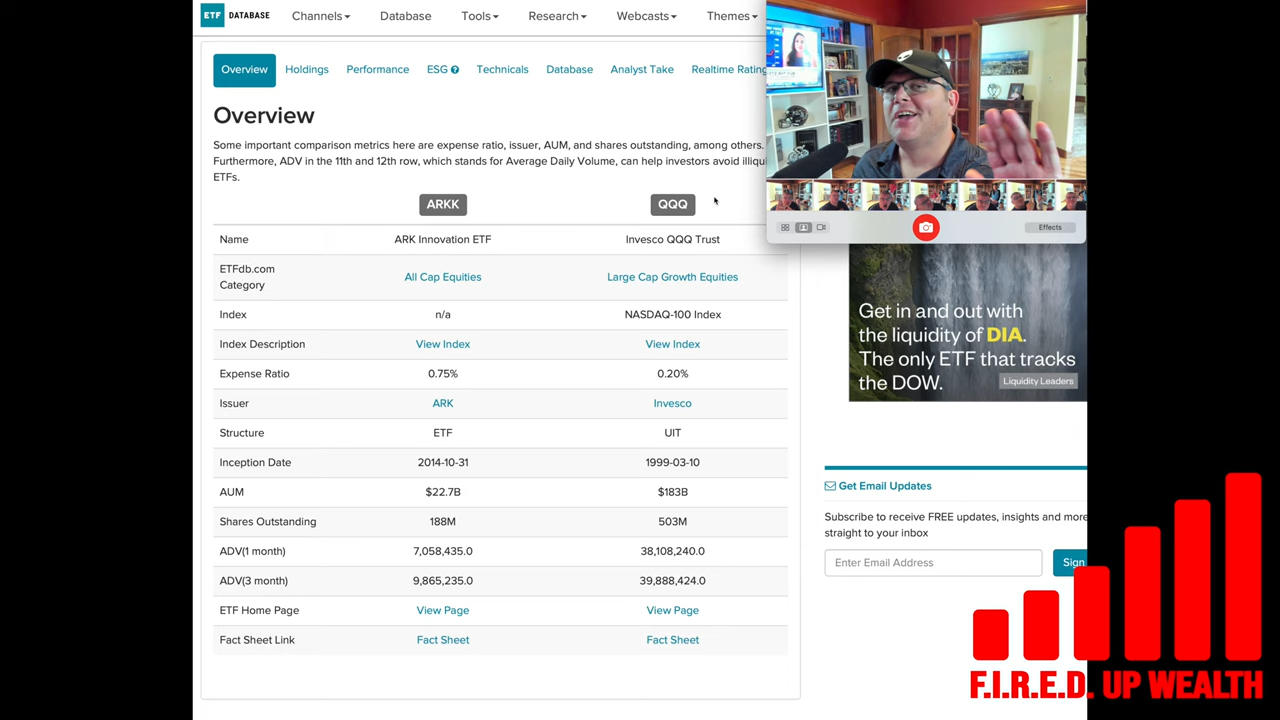 ETF DATABASE
Channels Database Tools Research Webcasts Themes
Overview Holdings Performance ESG Technicals Database Analyst Take Realtime Rating
Overview
Some important comparison metrics here are expense ratio, issuer, AUM, and shares outstanding, among others.
Furthermore, ADV in the 11th and 12th row, which stands for Average Daily Volume, can help investors avoid illiqui
ETFs.
ARKK QQQ
Name ARK Innovation ETF Invesco QQQ Trust
ETFdb.com
Category All Cap Equities Large Cap Growth Equities
Index n/a NASDAQ-100 Index
Index Description View Index View Index
Expense Ratio 0.75% 0.20%
Issuer ARK Invesco
Structure ETF UIT
Inception Date 2014-10-31 1999-03-10
AUM $22.7B $183B
Shares Outstanding 188M 503M
ADV(1 month) 7,058,435.0 38,108,240.0
ADV(3 month) 9,865,235.0 39,888,424.0
ETF Home Page View Page View Page
Fact Sheet Link Fact Sheet Fact Sheet
Effects
Get in and out with
the liquidity of DIA.
The only ETF that tracks
the DOW.
Liquidity Leaders
Get Email Updates
Subscribe to receive FREE updates, insights and more
straight to your inbox
Enter Email Address Sign
F.I.R.E.D. UP WEALTH